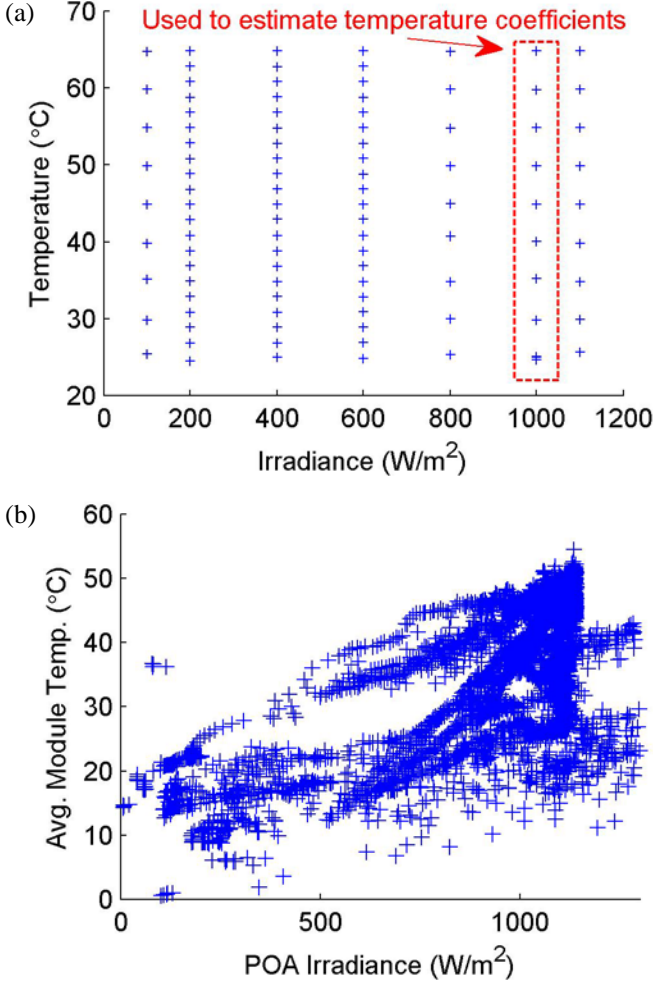 (a)
Used to estimate temperature coefficients
70
60
50
40
30
20
Temperature (°C)
0 200 400 600 800 1000 1200
Irradiance (W/m²)
(b)
60
50
40
30
20
10
0
Avg. Module Temp. (°C)
0 500 1000
POA Irradiance (W/m²)